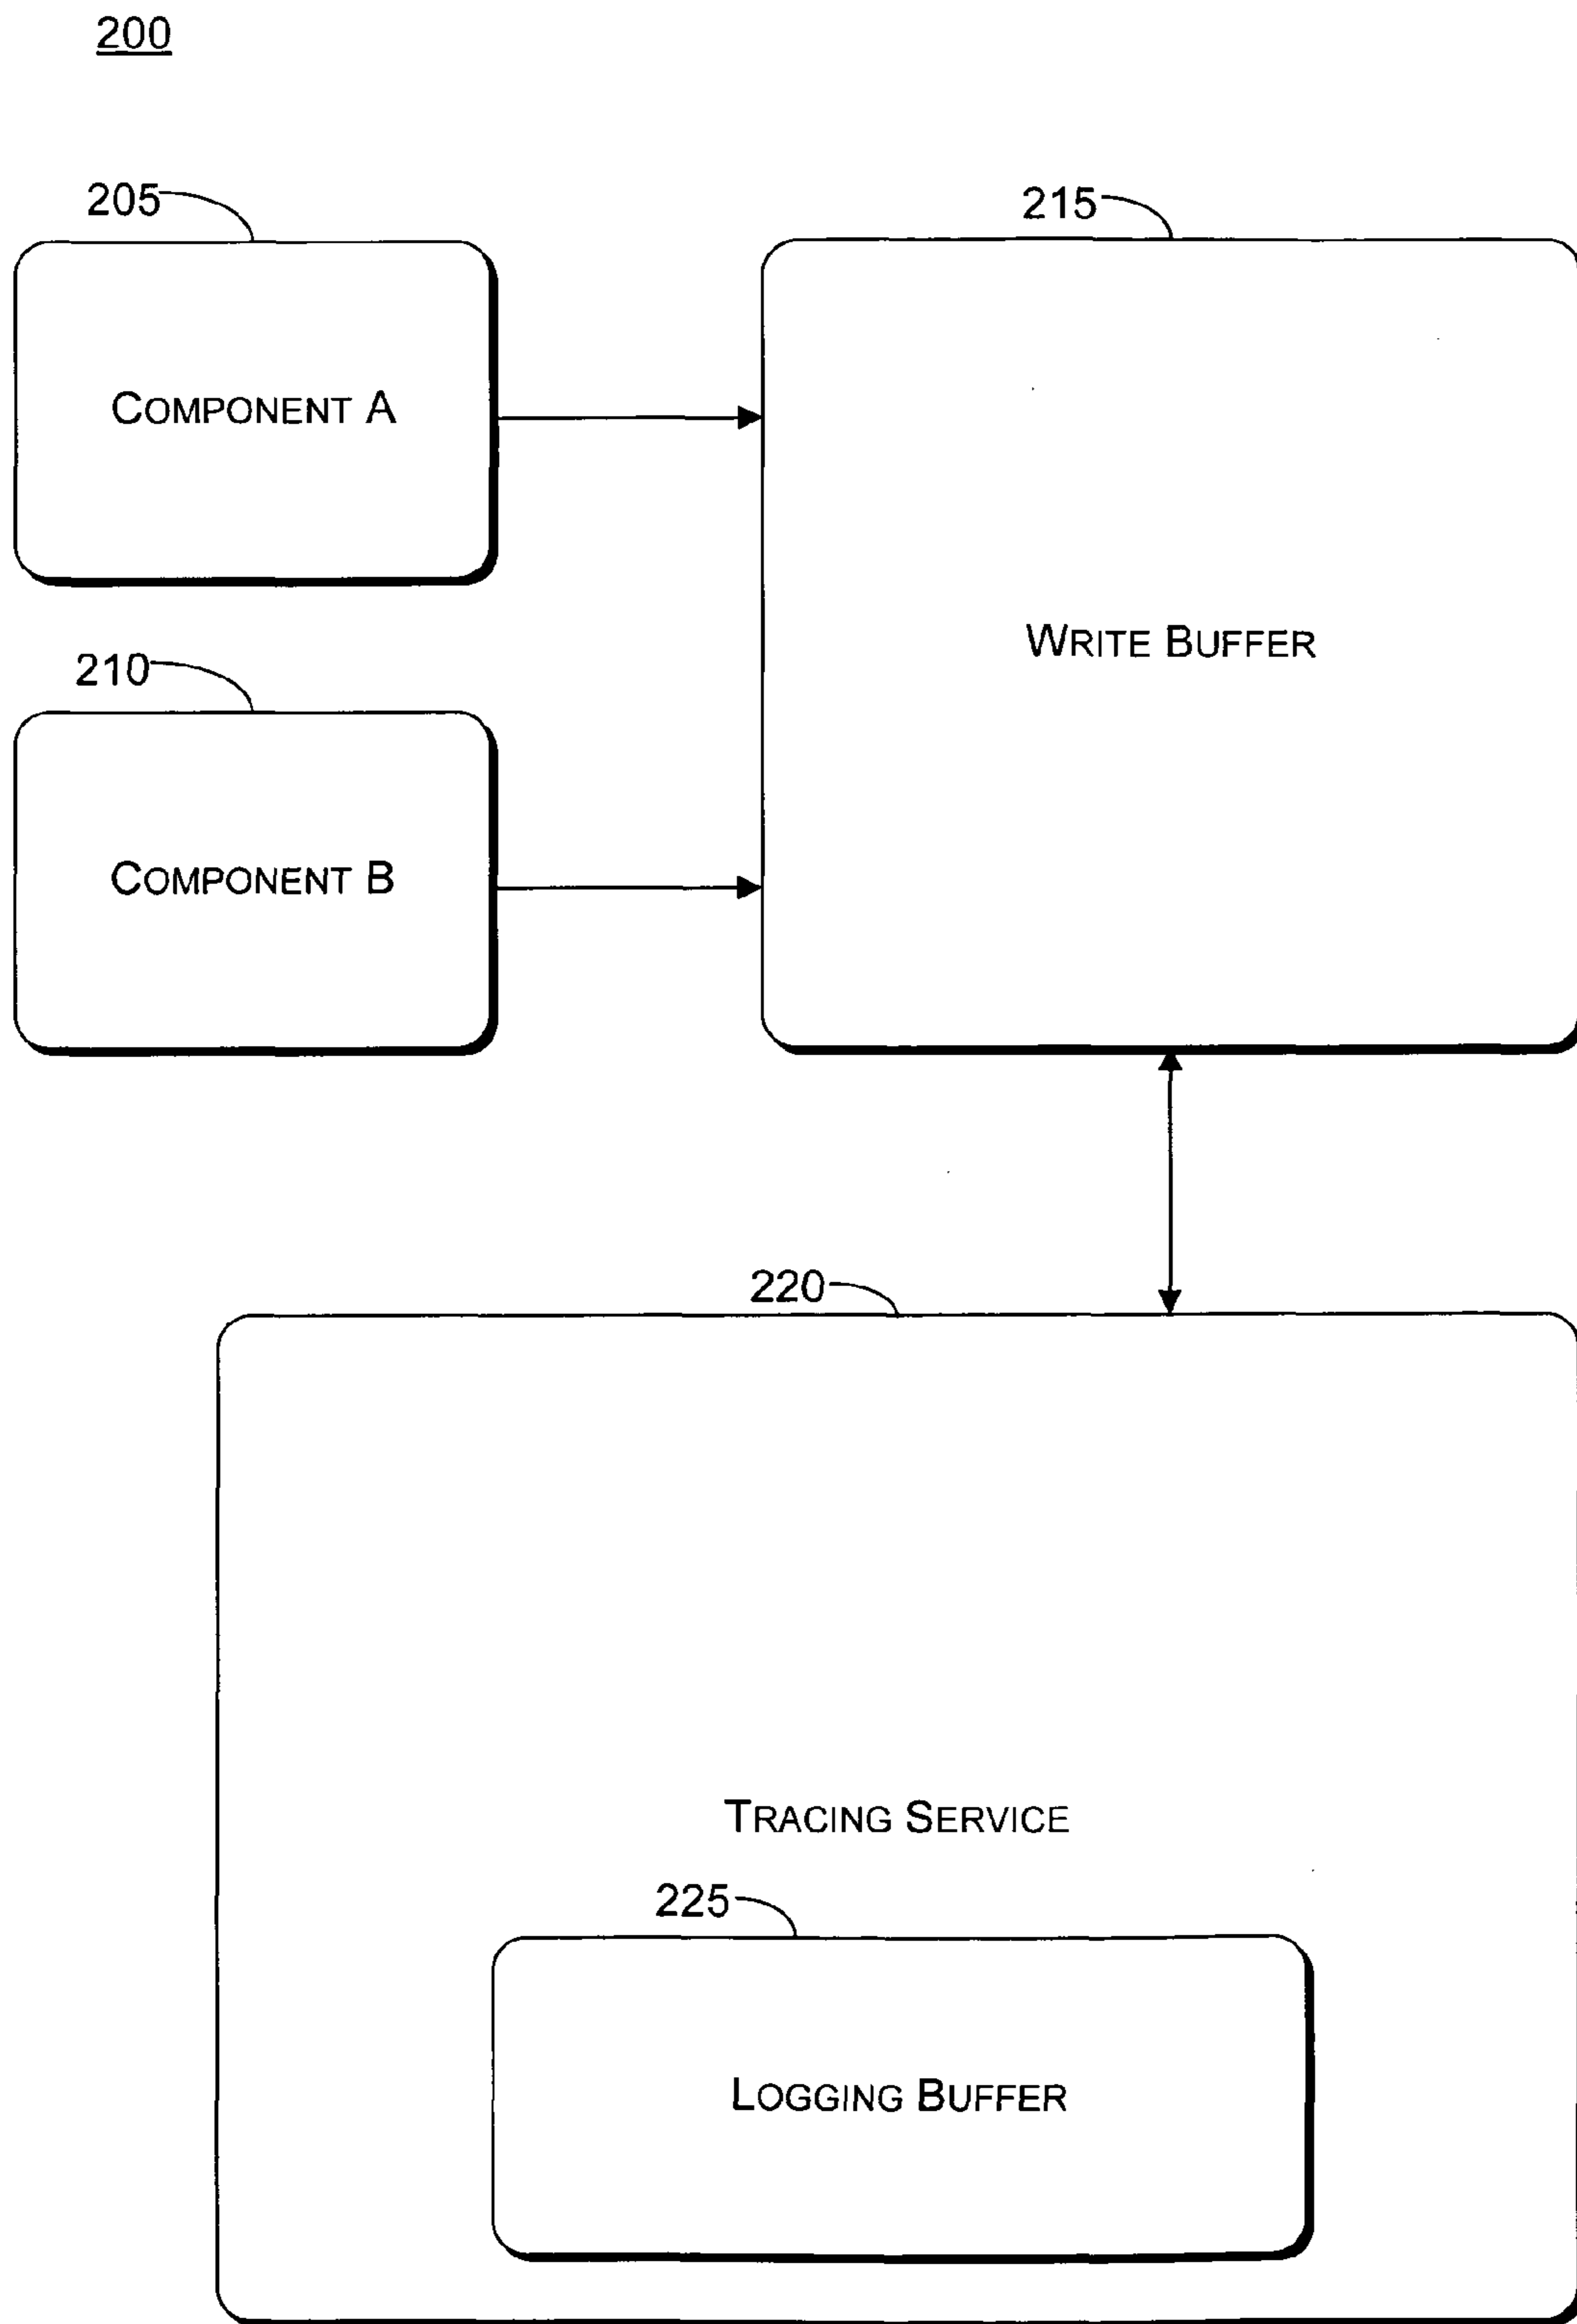 200
205
215
COMPONENT A
WRITE BUFFER
210
COMPONENT B
220
TRACING SERVICE
225
LOGGING BUFFER